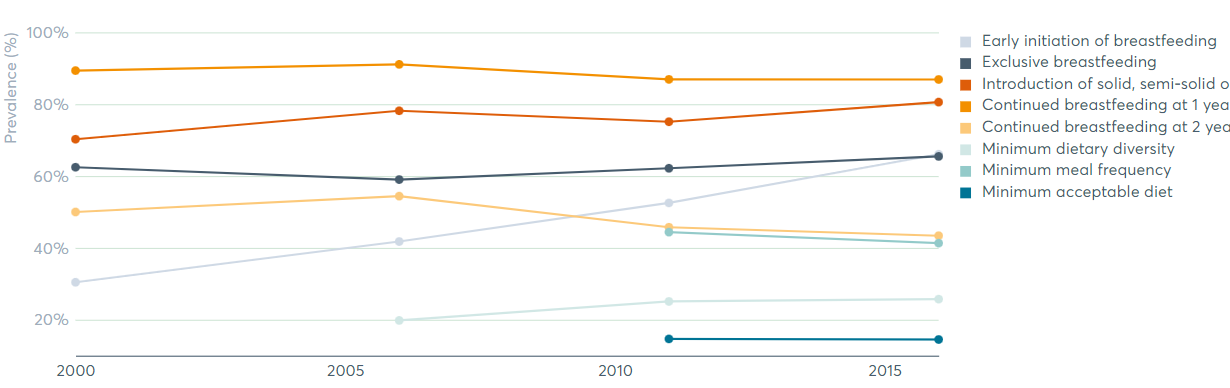 Prevalence (%)
100%
80%
60%
40%
20%
2000
2005
2010
2015
Early initiation of breastfeeding
Exclusive breastfeeding
Introduction of solid, semi-solid o
Continued breastfeeding at 1 yea
Continued breastfeeding at 2 yea
Minimum dietary diversity
Minimum meal frequency
Minimum acceptable diet